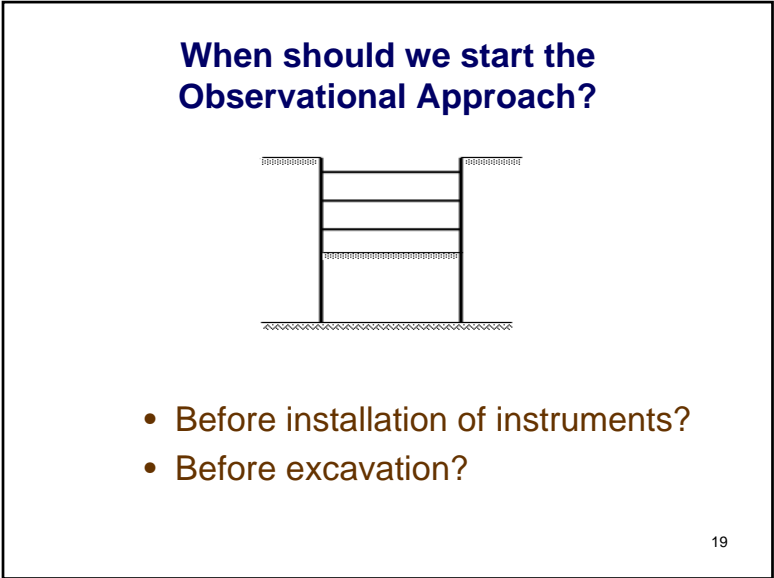 When should we start the
Observational Approach?
• Before installation of instruments?
• Before excavation?
19